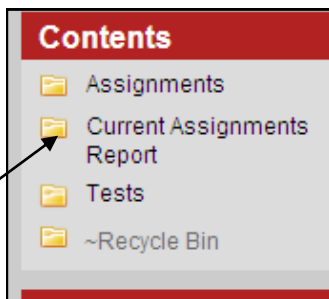 Contents
Assignments
Current Assignments
Report
Tests
~Recycle Bin